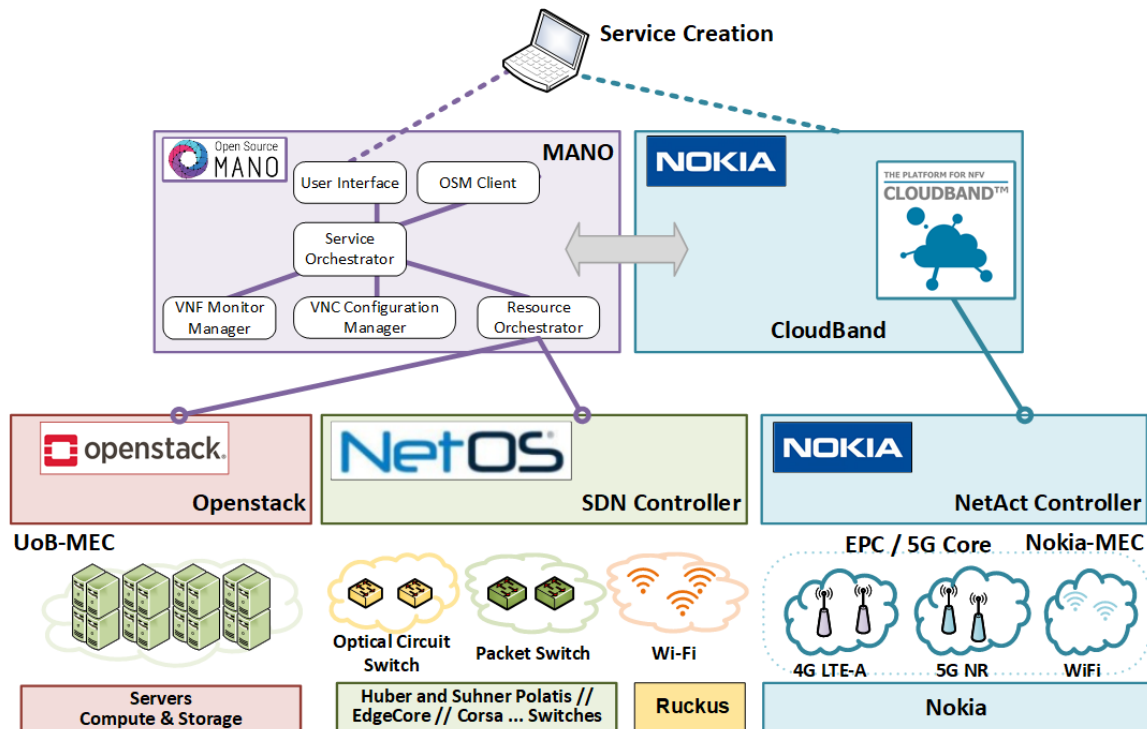 Service Creation
Open Source
MANO
MANO
User Interface
OSM Client
Service
Orchestrator
VNF Monitor
Manager
VNC Configuration
Manager
Resource
Orchestrator
NOKIA
THE PLATFORM FOR NFV
CLOUDBAND™
CloudBand
openstack.
Openstack
NetOS
SDN Controller
NOKIA
NetAct Controller
UoB-MEC
EPC / 5G Core
Nokia-MEC
Optical Circuit
Switch
Packet Switch
Wi-Fi
4G LTE-A
5G NR
WiFi
Servers
Compute & Storage
Huber and Suhner Polatis //
EdgeCore // Corsa ... Switches
Ruckus
Nokia